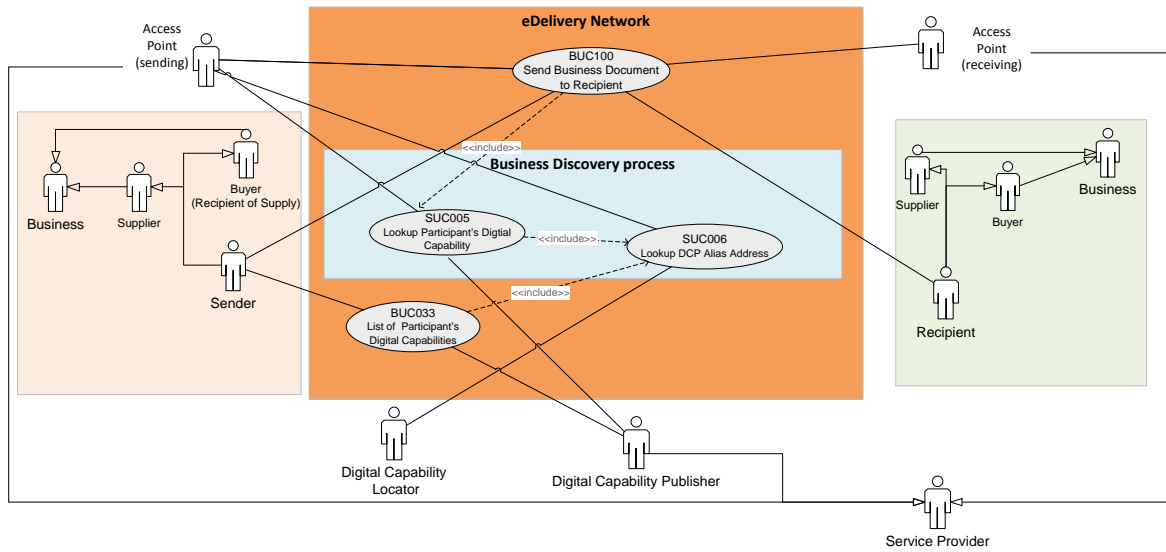 eDelivery Network
Access
Point
(sending)
Access
Point
(receiving)
BUC100
Send Business Document
to Recipient
<<include>>
Business Discovery process
Buyer
(Recipient of Supply)
Business
Supplier
Sender
SUC005
Lookup Participant's Digtial
Capability
<<include>>
SUC006
Lookup DCP Alias Address
<<include>>
BUC033
List of Participant's
Digital Capabilities
Supplier
Buyer
Business
Recipient
Digital Capability
Locator
Digital Capability Publisher
Service Provider